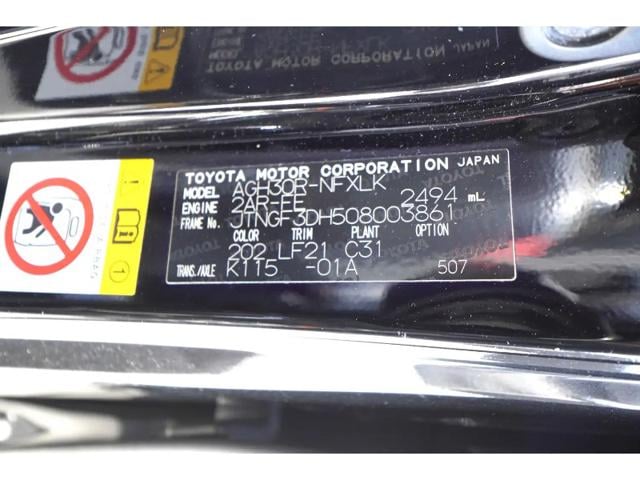 TOYOTA MOTOR CORPORATION JAPAN
MODEL AGH30R-NFXLK
ENGINE 2AR-FE 2494 mL
FRAME No. JTNGF3DH508003861
COLOR TRIM PLANT OPTION
202 LF21 C31
TRANS./AXLE K115 -01A 507